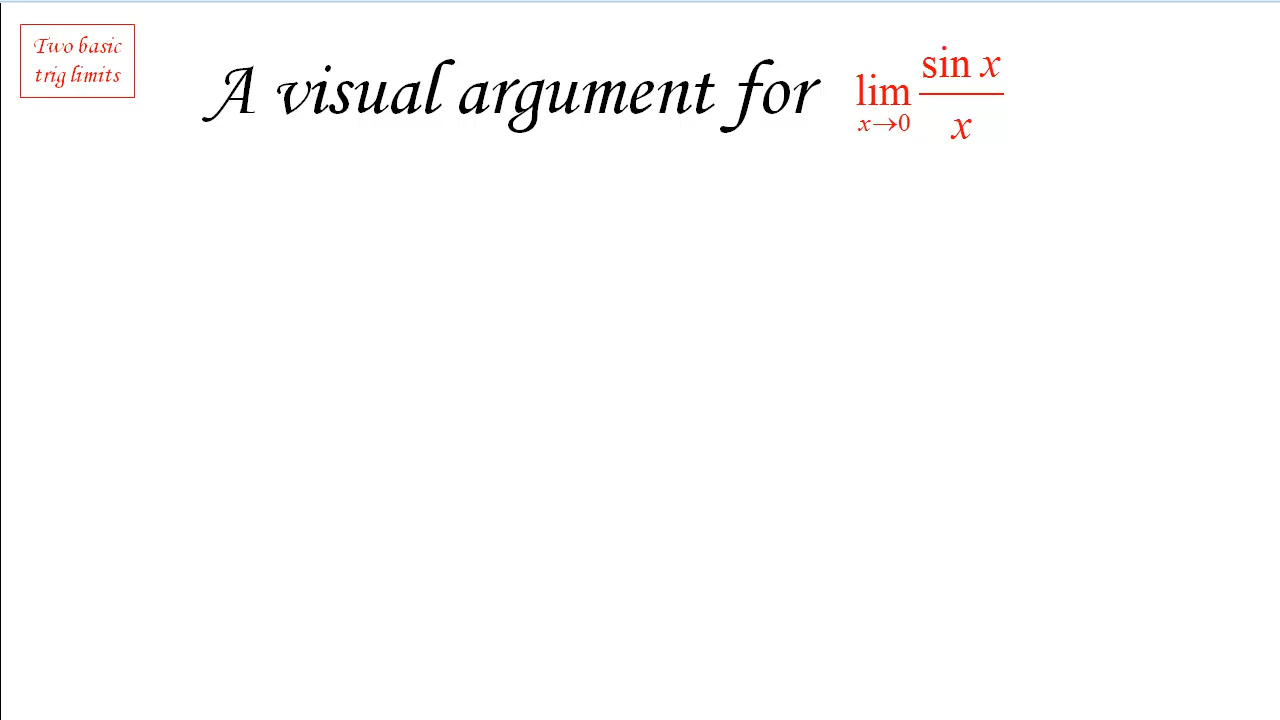 Two basic
trig limits
A visual argument for lim x→0 sin x / x